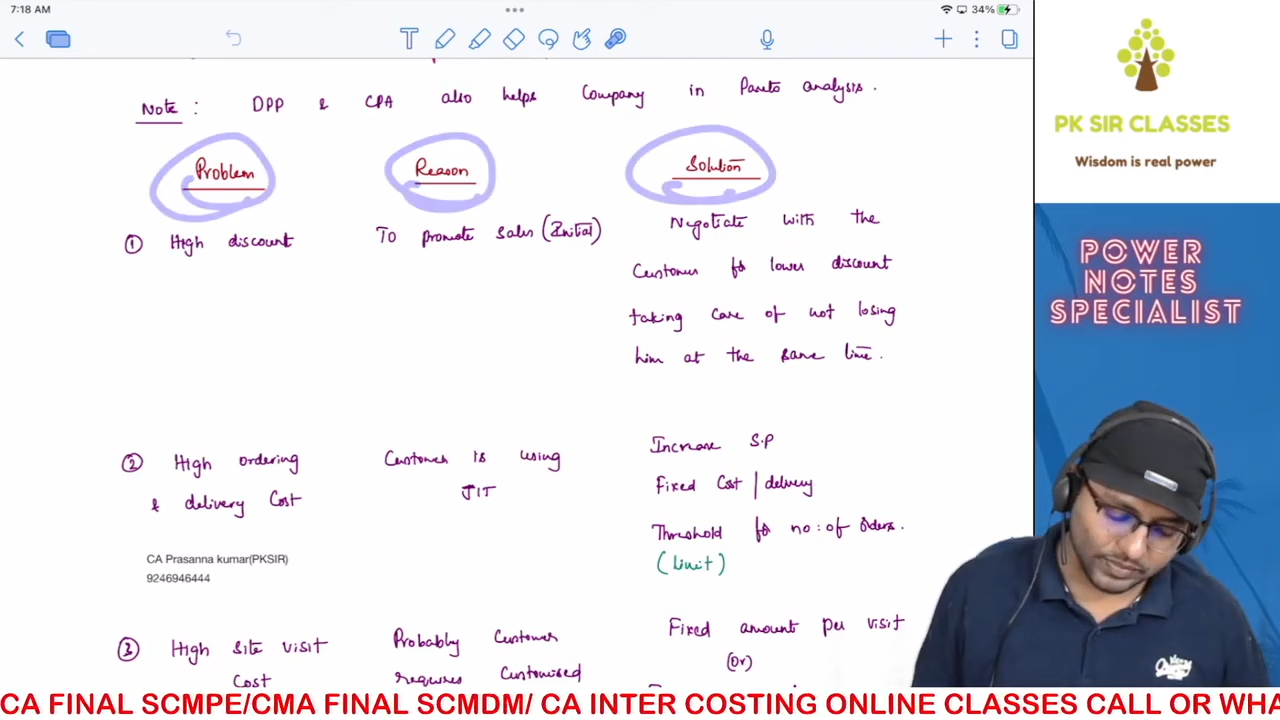 7:18 AM
34%
PK SIR CLASSES
Wisdom is real power
POWER
NOTES
SPECIALIST
Note : DPP & CPA also helps Company in Pareto analysis.
Problem Reason Solution
① High discount To promote sales (Initial) Negotiate with the
Customer for lower discount
taking care of not losing
him at the same time.
② High ordering Customer is using Increase S.P
& delivery Cost JIT Fixed Cost | delivery
Threshold for no: of orders.
(limit)
CA Prasanna kumar(PKSIR)
9246946444
③ High Site visit Probably Customer Fixed amount per visit
Cost requires Customised (Or)
CA FINAL SCMPE/CMA FINAL SCMDM/ CA INTER COSTING ONLINE CLASSES CALL OR WHA